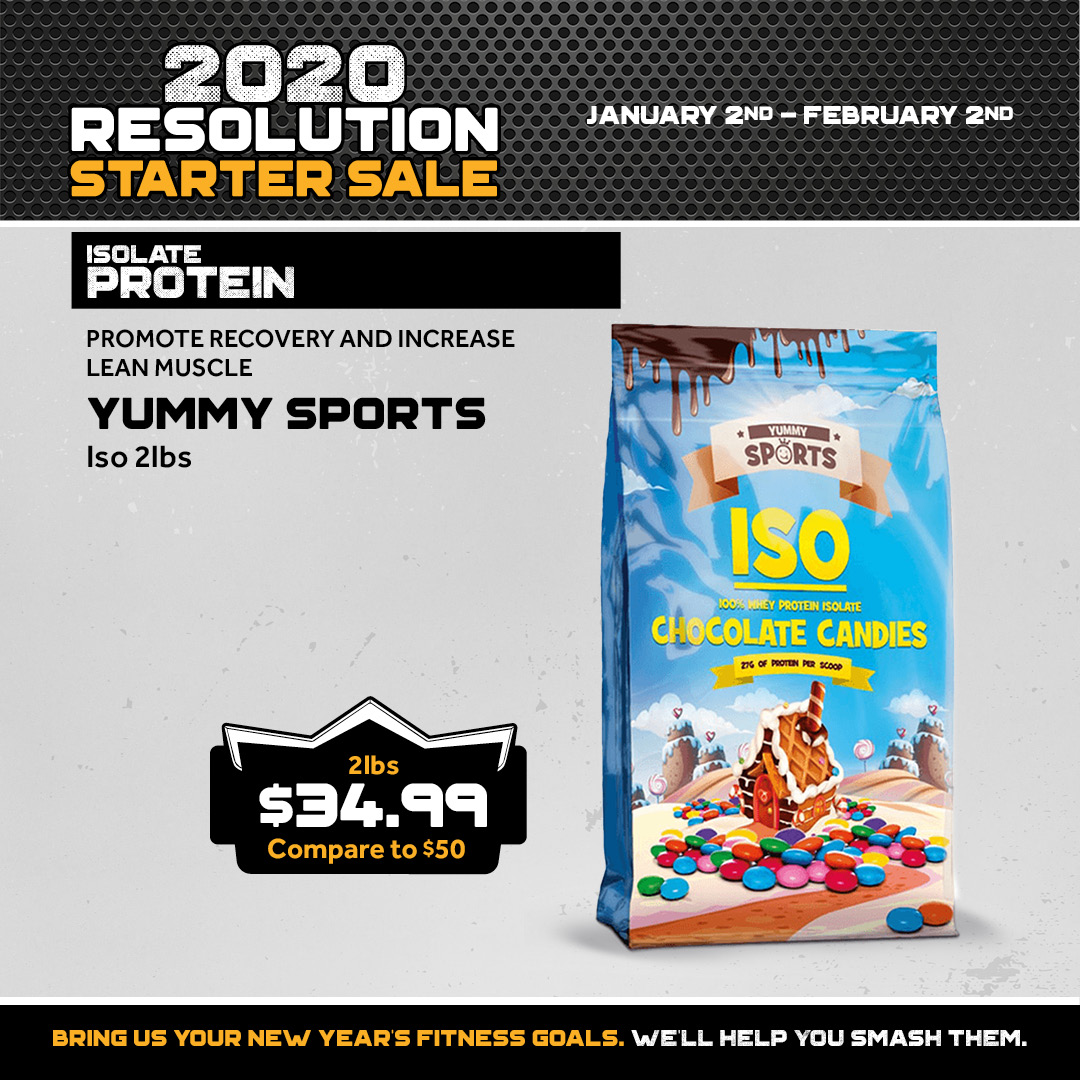 2020
RESOLUTION
STARTER SALE
JANUARY 2ND – FEBRUARY 2ND
ISOLATE
PROTEIN
PROMOTE RECOVERY AND INCREASE
LEAN MUSCLE
YUMMY SPORTS
Iso 2lbs
YUMMY
SPORTS
ISO
100% WHEY PROTEIN ISOLATE
CHOCOLATE CANDIES
27G OF PROTEIN PER SCOOP
2lbs
$34.99
Compare to $50
BRING US YOUR NEW YEAR'S FITNESS GOALS. WE'LL HELP YOU SMASH THEM.